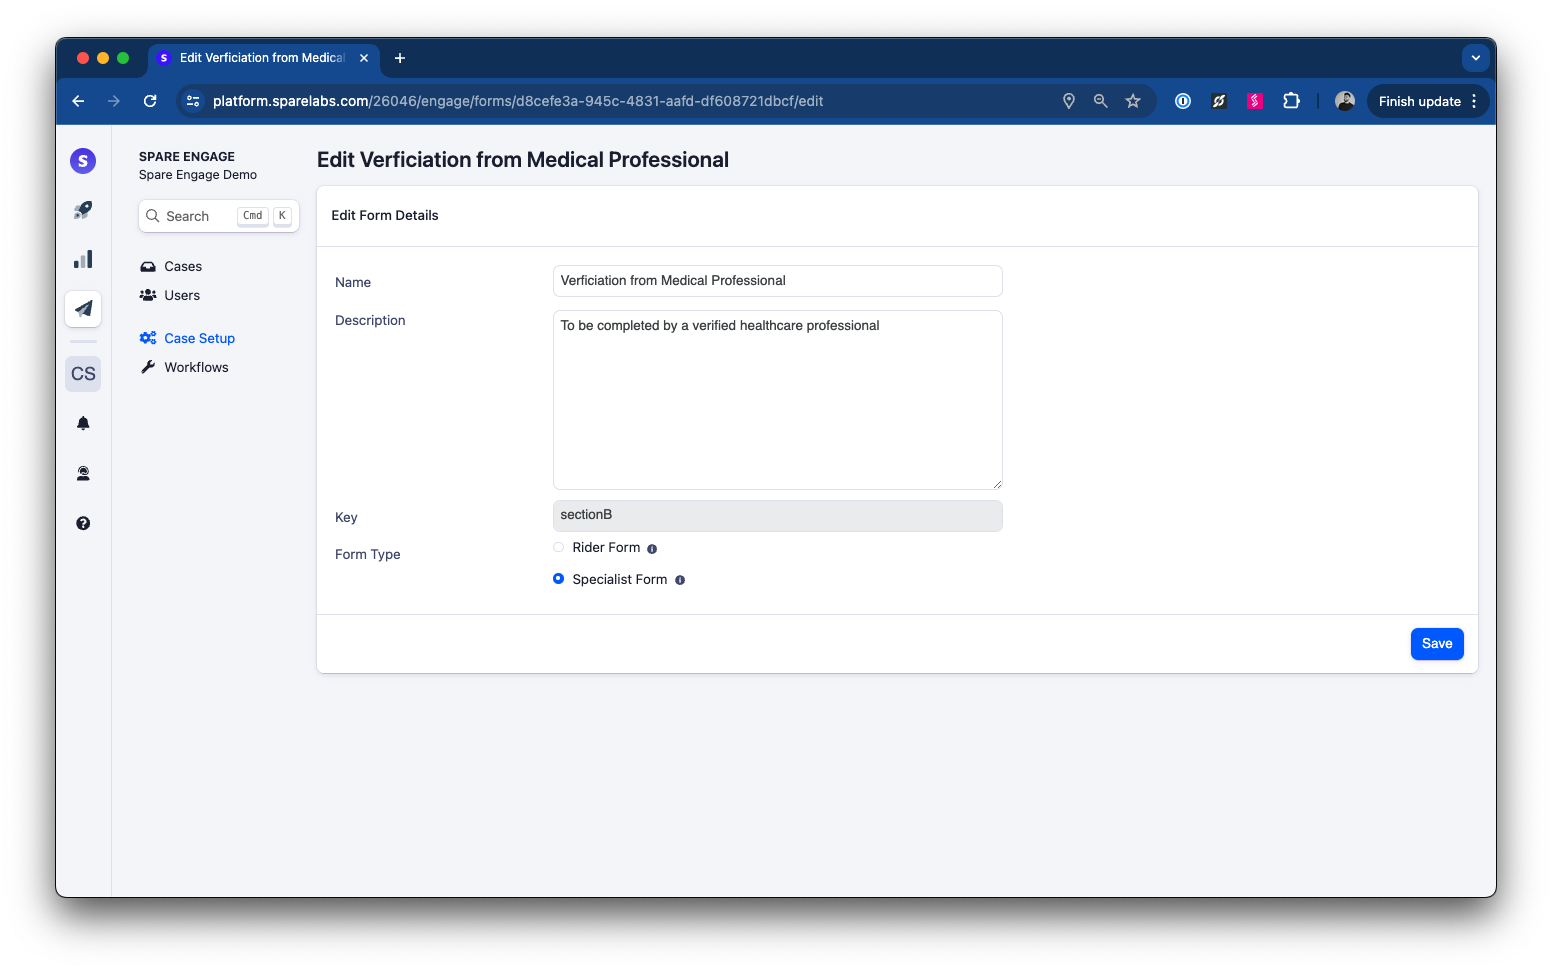 S Edit Verficiation from Medical
platform.sparelabs.com/26046/engage/forms/d8cefe3a-945c-4831-aafd-df608721dbcf/edit
Finish update
S
SPARE ENGAGE
Spare Engage Demo
Search Cmd K
Cases
Users
Case Setup
Workflows
CS
Edit Verficiation from Medical Professional
Edit Form Details
Name
Verficiation from Medical Professional
Description
To be completed by a verified healthcare professional
Key
sectionB
Form Type
Rider Form
Specialist Form
Save